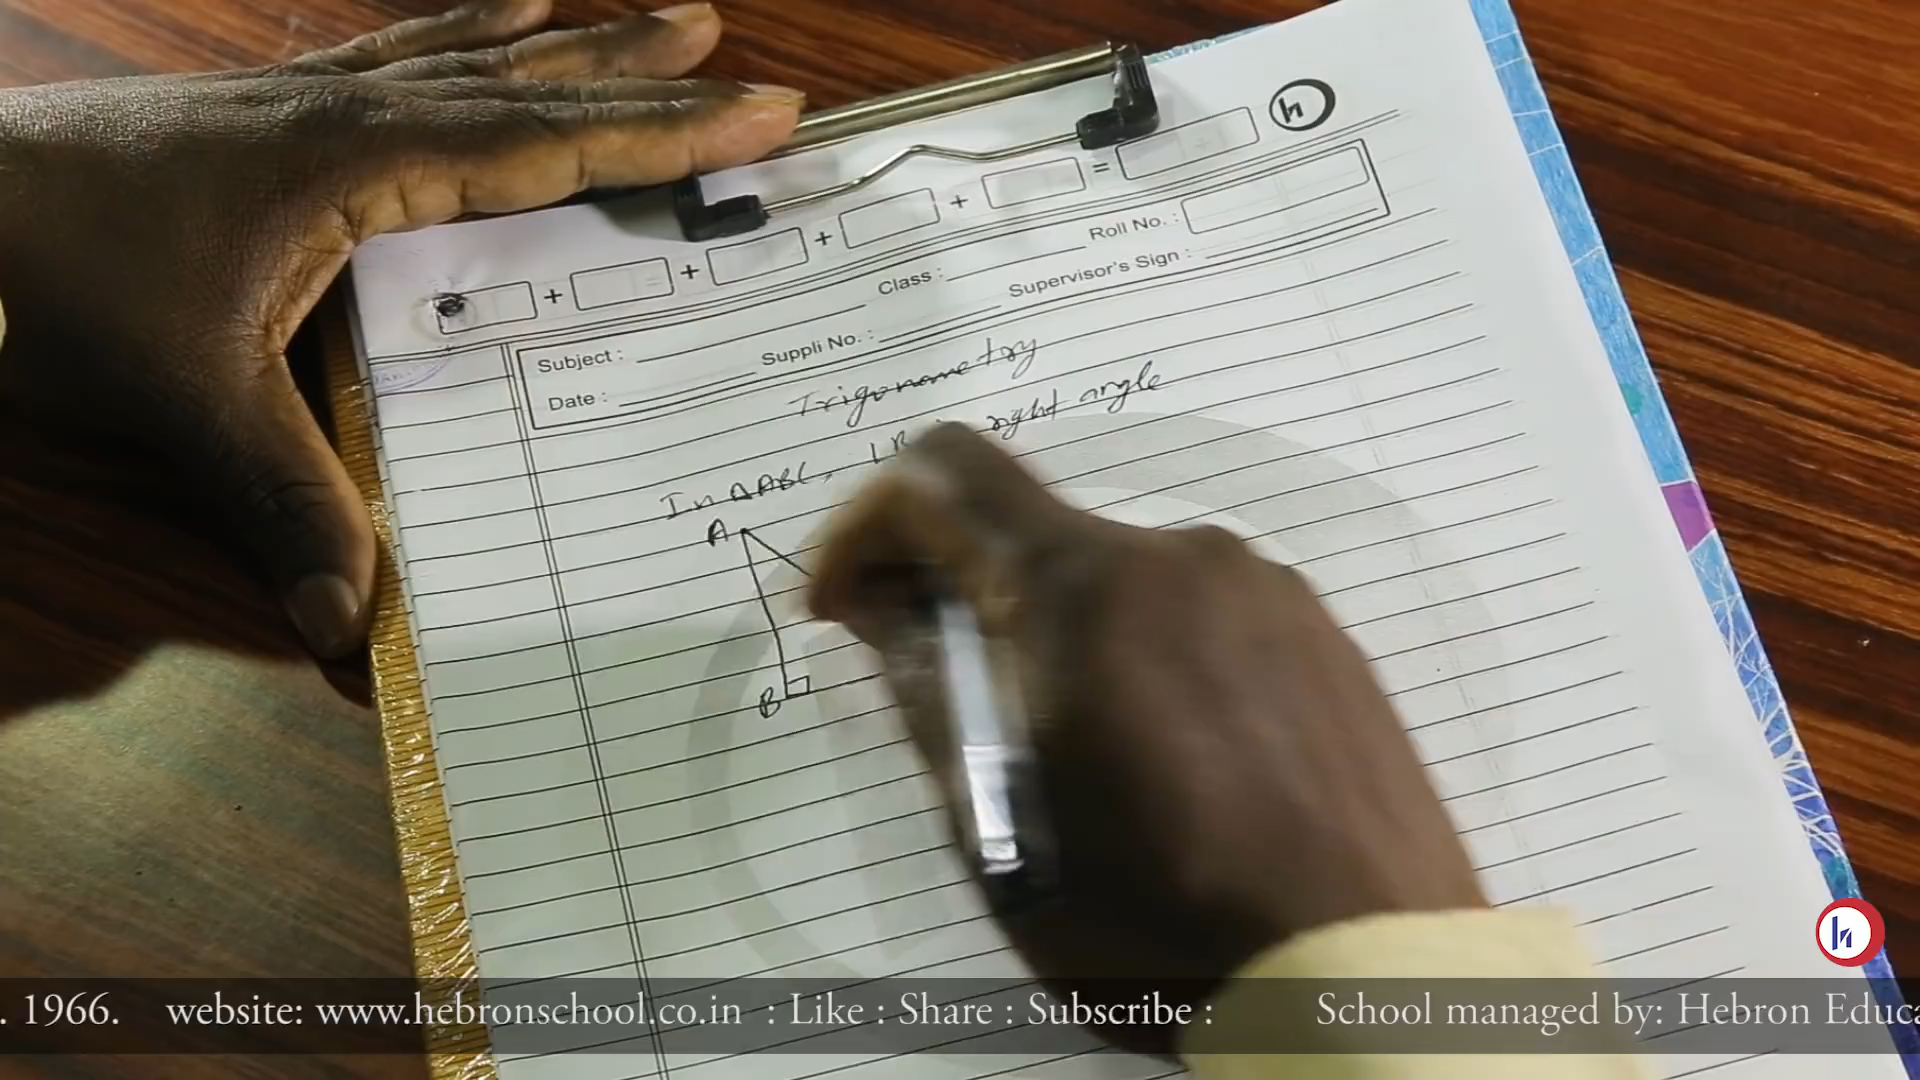 + + + + =
Subject : Class : Roll No. :
Date : Suppli No. : Supervisor's Sign :
Trigonometry
In ΔABC, ∠B right angle
A
B
. 1966. website: www.hebronschool.co.in : Like : Share : Subscribe : School managed by: Hebron Educa